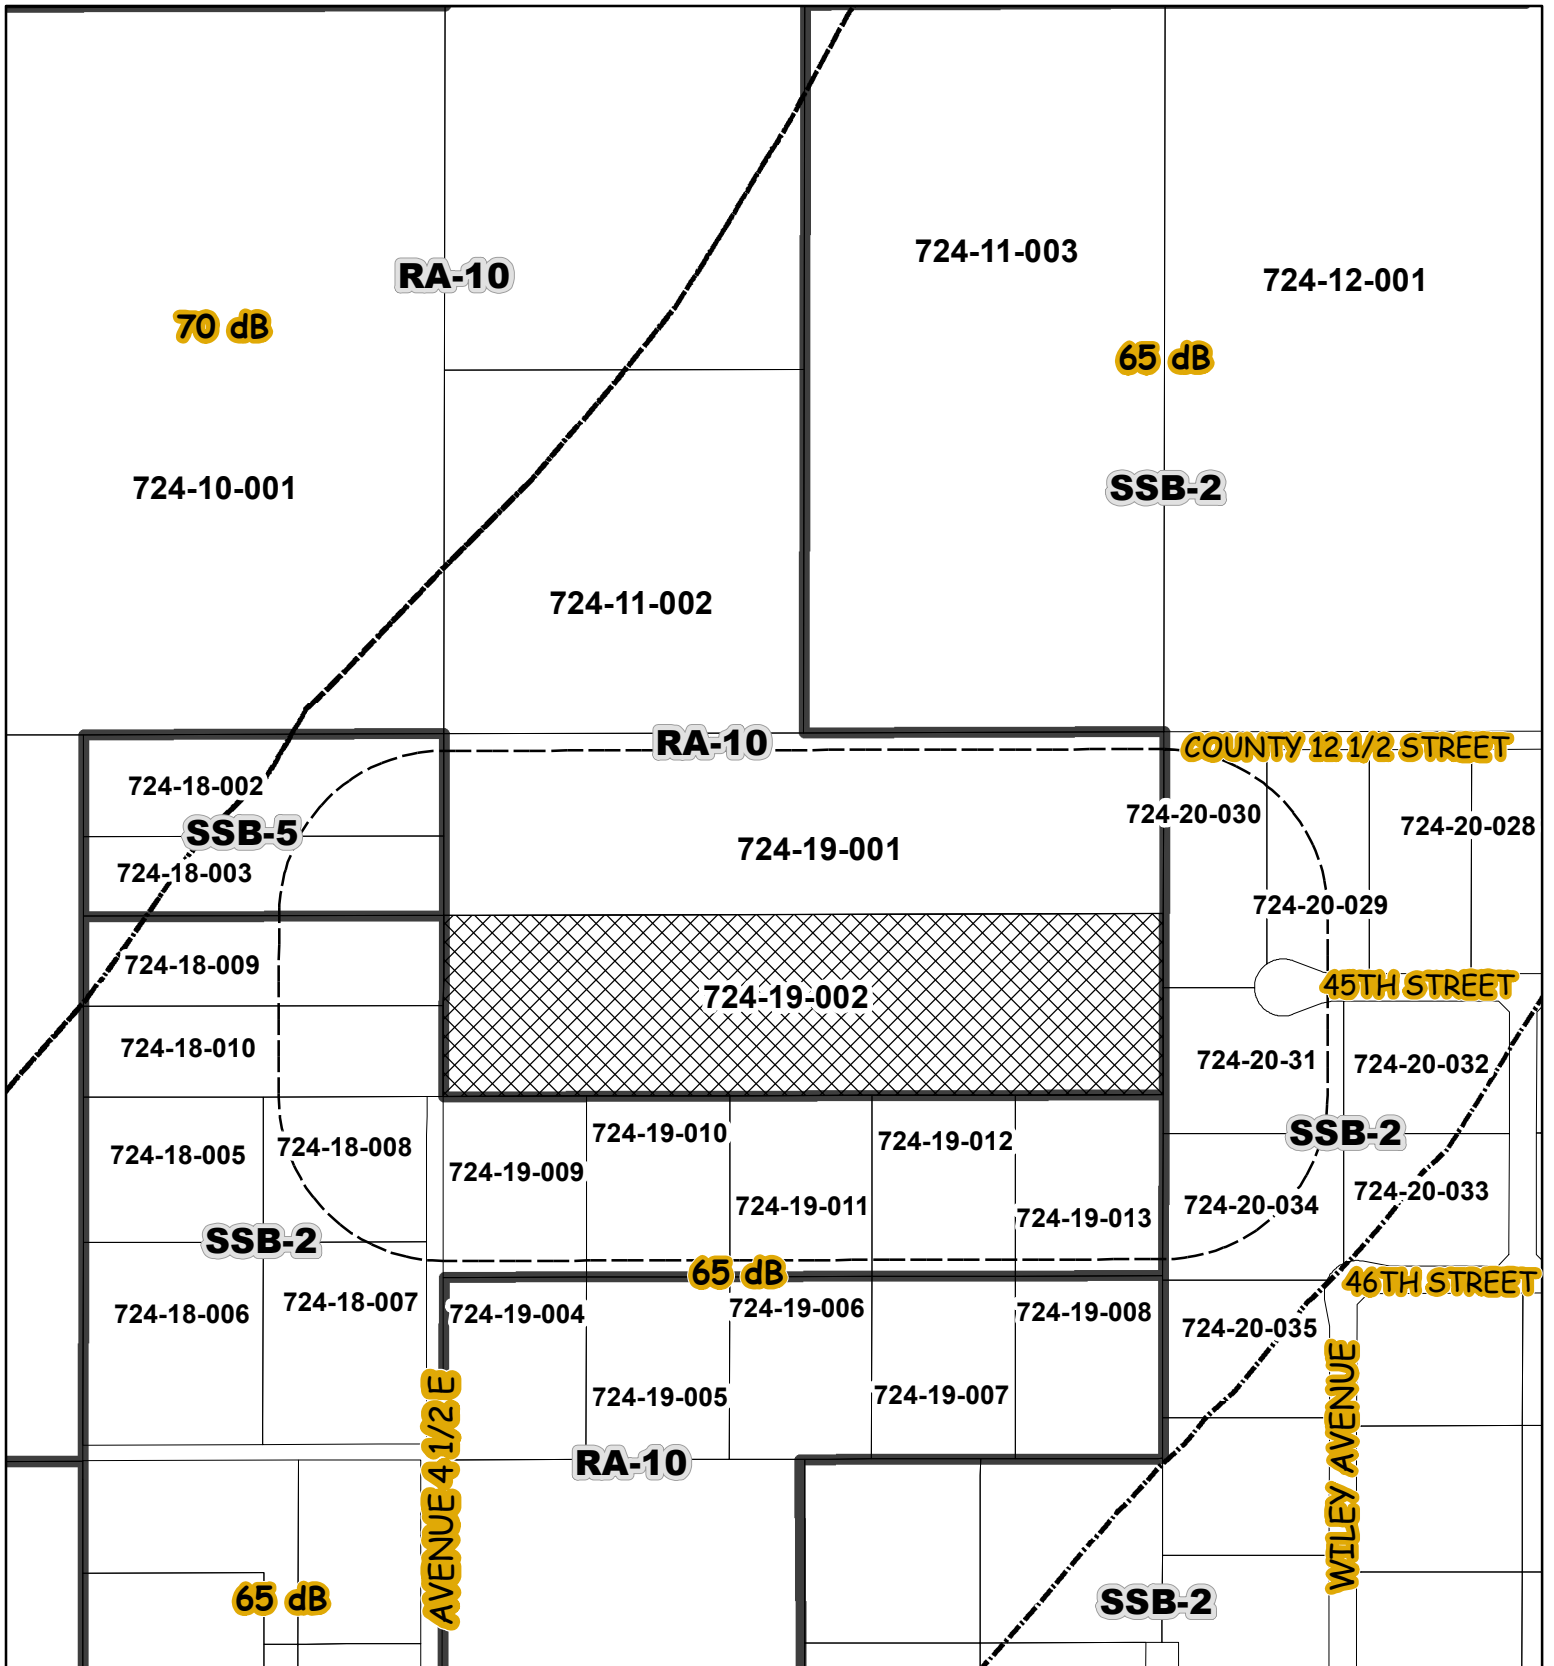 724-11-003
RA-10
724-12-001
70 dB
65 dB
724-10-001
SSB-2
724-11-002
RA-10
COUNTY 12 1/2 STREET
724-18-002
724-20-030
724-20-028
SSB-5
724-19-001
724-18-003
724-20-029
724-18-009
45TH STREET
724-19-002
724-18-010
724-20-31
724-20-032
724-19-010
SSB-2
724-19-012
724-18-008
724-18-005
724-19-009
724-20-033
724-19-011
724-20-034
724-19-013
SSB-2
65 dB
46TH STREET
724-18-007
724-19-006
724-18-006
724-19-004
724-19-008
724-20-035
724-19-005
724-19-007
WILEY AVENUE
RA-10
AVENUE 4 1/2 E
65 dB
SSB-2